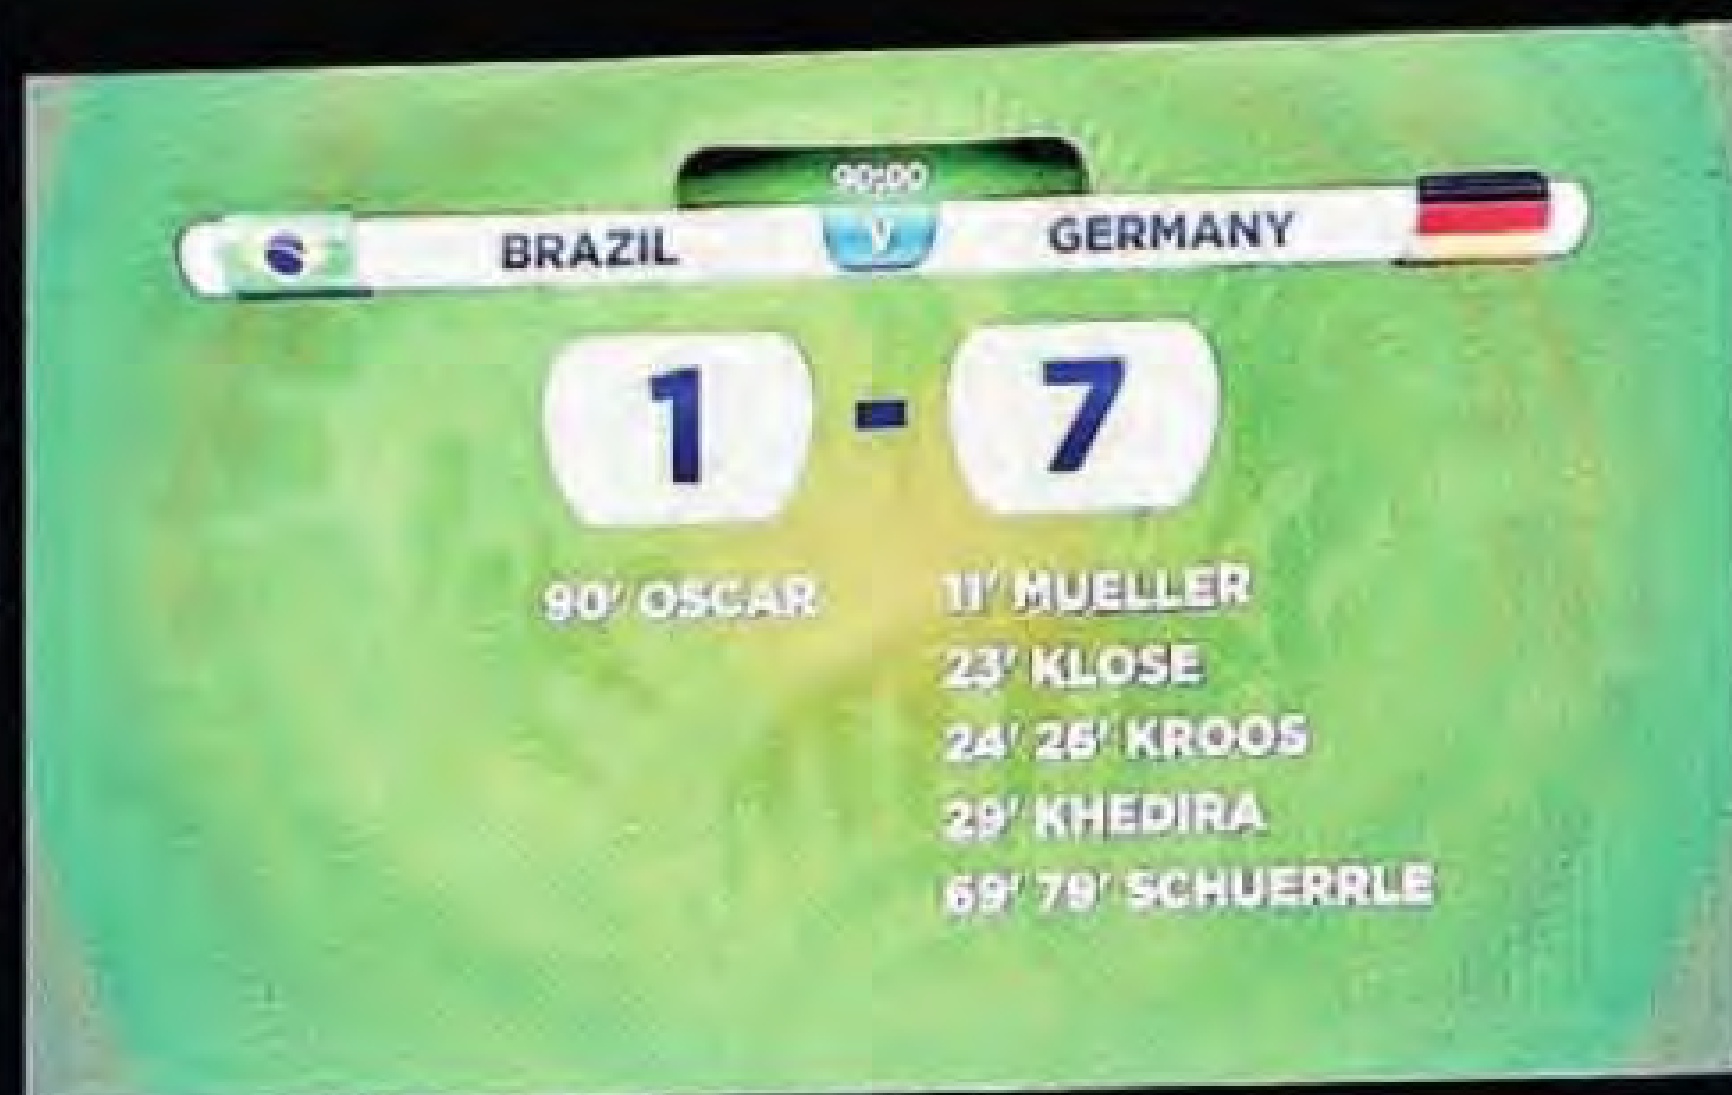 90:00
BRAZIL V GERMANY
1 - 7
90' OSCAR
11' MUELLER
23' KLOSE
24' 26' KROOS
29' KHEDIRA
69' 79' SCHUERRLE